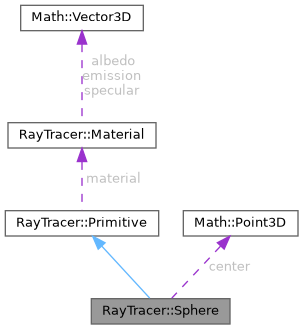 Math::Vector3D
albedo
emission
specular
RayTracer::Material
material
RayTracer::Primitive
Math::Point3D
center
RayTracer::Sphere